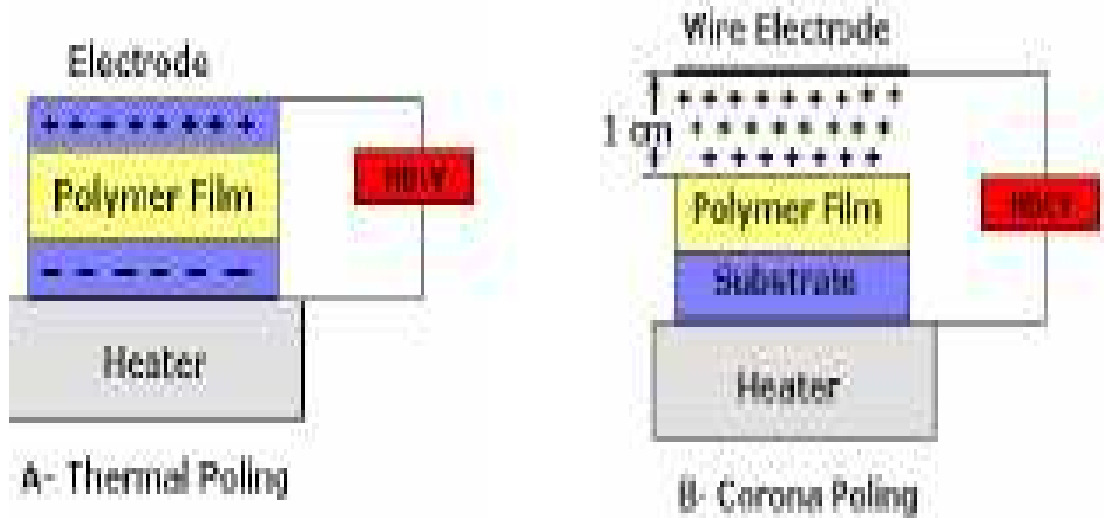 Electrode
+ + + + + + + +
Polymer Film
- - - - - - -
Heater
A- Thermal Poling
Wire Electrode
1 cm
Polymer Film
Substrate
Heater
B- Corona Poling